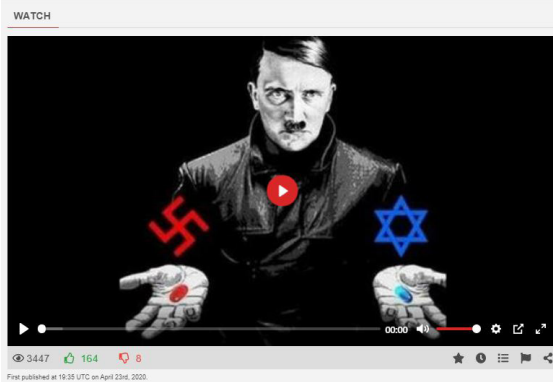 WATCH
00:00
3447 164 8
First published at 19:35 UTC on April 23rd, 2020.